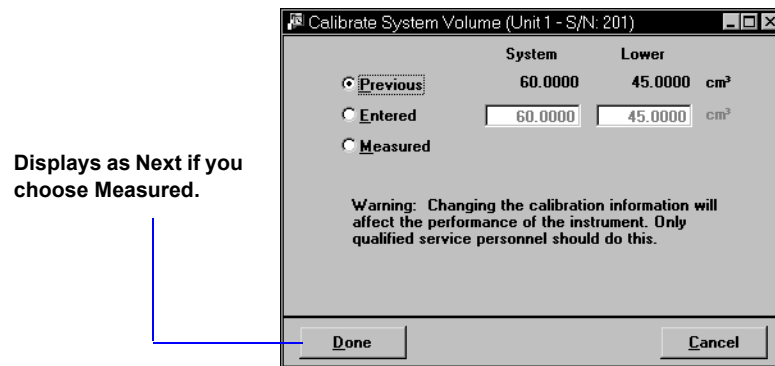 Calibrate System Volume (Unit 1 - S/N: 201)
System Lower
Previous 60.0000 45.0000 cm³
Entered 60.0000 45.0000 cm³
Measured
Displays as Next if you
choose Measured.
Warning: Changing the calibration information will
affect the performance of the instrument. Only
qualified service personnel should do this.
Done Cancel